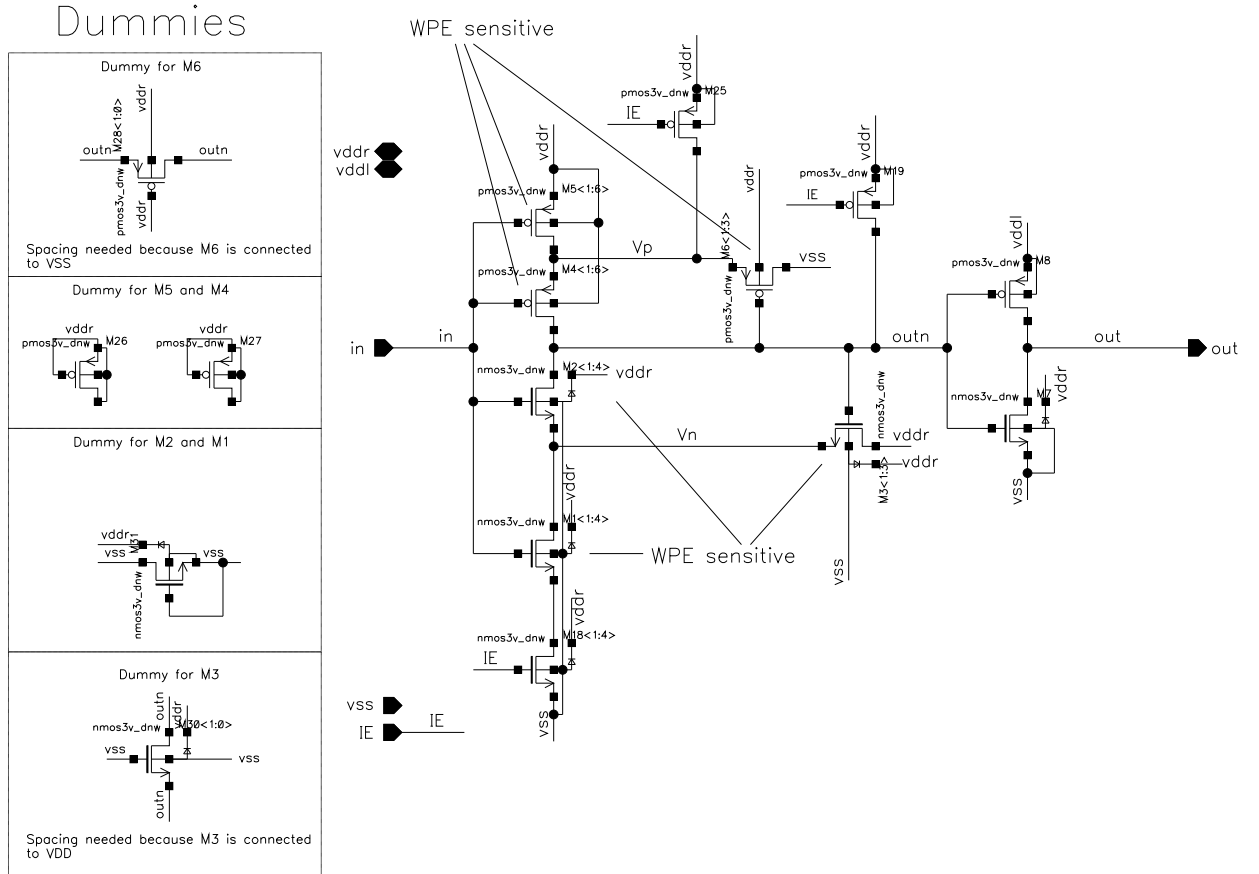 Dummies
Dummy for M6
M28<1:0>
vddr
outn
outn
pmos3v_dnw
vddr
Spacing needed because M6 is connected
to VSS
Dummy for M5 and M4
vddr
pmos3v_dnw
M26
vddr
pmos3v_dnw
M27
Dummy for M2 and M1
vddr
M31
vss
vss
nmos3v_dnw
Dummy for M3
outn
vddr
nmos3v_dnw
M30<1:0>
vss
vss
outn
Spacing needed because M3 is connected
to VDD
WPE sensitive
vddr
vddl
vddr
pmos3v_dnw
M25
IE
vddr
pmos3v_dnw
M5<1:6>
Vp
pmos3v_dnw
M4<1:6>
vddr
M6<1:3>
vss
pmos3v_dnw
vddr
pmos3v_dnw
M19
IE
vddl
pmos3v_dnw
M8
in
in
outn
out
out
nmos3v_dnw
M2<1:4>
vddr
Vn
nmos3v_dnw
vddr
vddr
M3<1:3>
vss
nmos3v_dnw
M7
vddr
vss
vddr
nmos3v_dnw
M1<1:4>
WPE sensitive
vddr
nmos3v_dnw
M18<1:4>
IE
vss
vss
IE
IE